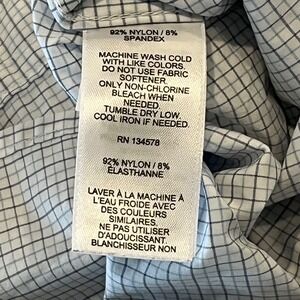 92% NYLON / 8%
SPANDEX
MACHINE WASH COLD
WITH LIKE COLORS.
DO NOT USE FABRIC
SOFTENER.
ONLY NON-CHLORINE
BLEACH WHEN
NEEDED.
TUMBLE DRY LOW.
COOL IRON IF NEEDED.
RN 134578
92% NYLON / 8%
ÉLASTHANNE
LAVER À LA MACHINE À
L'EAU FROIDE AVEC
DES COULEURS
SIMILAIRES.
NE PAS UTILISER
D'ADOUCISSANT.
BLANCHISSEUR NON